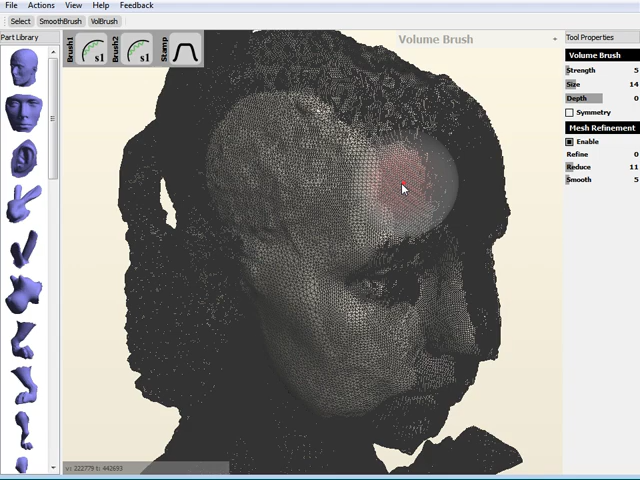 File Actions View Help Feedback
Select SmoothBrush VolBrush
Part Library
Brush1 s1 Brush2 s1 Stamp
Volume Brush
Tool Properties
Volume Brush
Strength 5
Size 14
Depth 0
Symmetry
Mesh Refinement
Enable
Refine 0
Reduce 11
Smooth 5
v: 222779 t: 442693